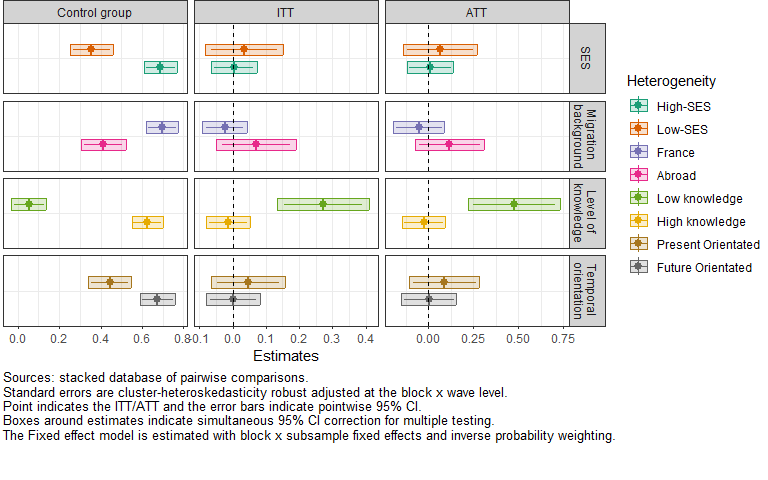 Control group
ITT
ATT
SES
Migration
background
Level of
knowledge
Temporal
orientation
0.0 0.2 0.4 0.6 0.8
-0.1 0.0 0.1 0.2 0.3 0.4
0.00 0.25 0.50 0.75
Estimates
Heterogeneity
High-SES
Low-SES
France
Abroad
Low knowledge
High knowledge
Present Orientated
Future Orientated
Sources: stacked database of pairwise comparisons.
Standard errors are cluster-heteroskedasticity robust adjusted at the block x wave level.
Point indicates the ITT/ATT and the error bars indicate pointwise 95% CI.
Boxes around estimates indicate simultaneous 95% CI correction for multiple testing.
The Fixed effect model is estimated with block x subsample fixed effects and inverse probability weighting.